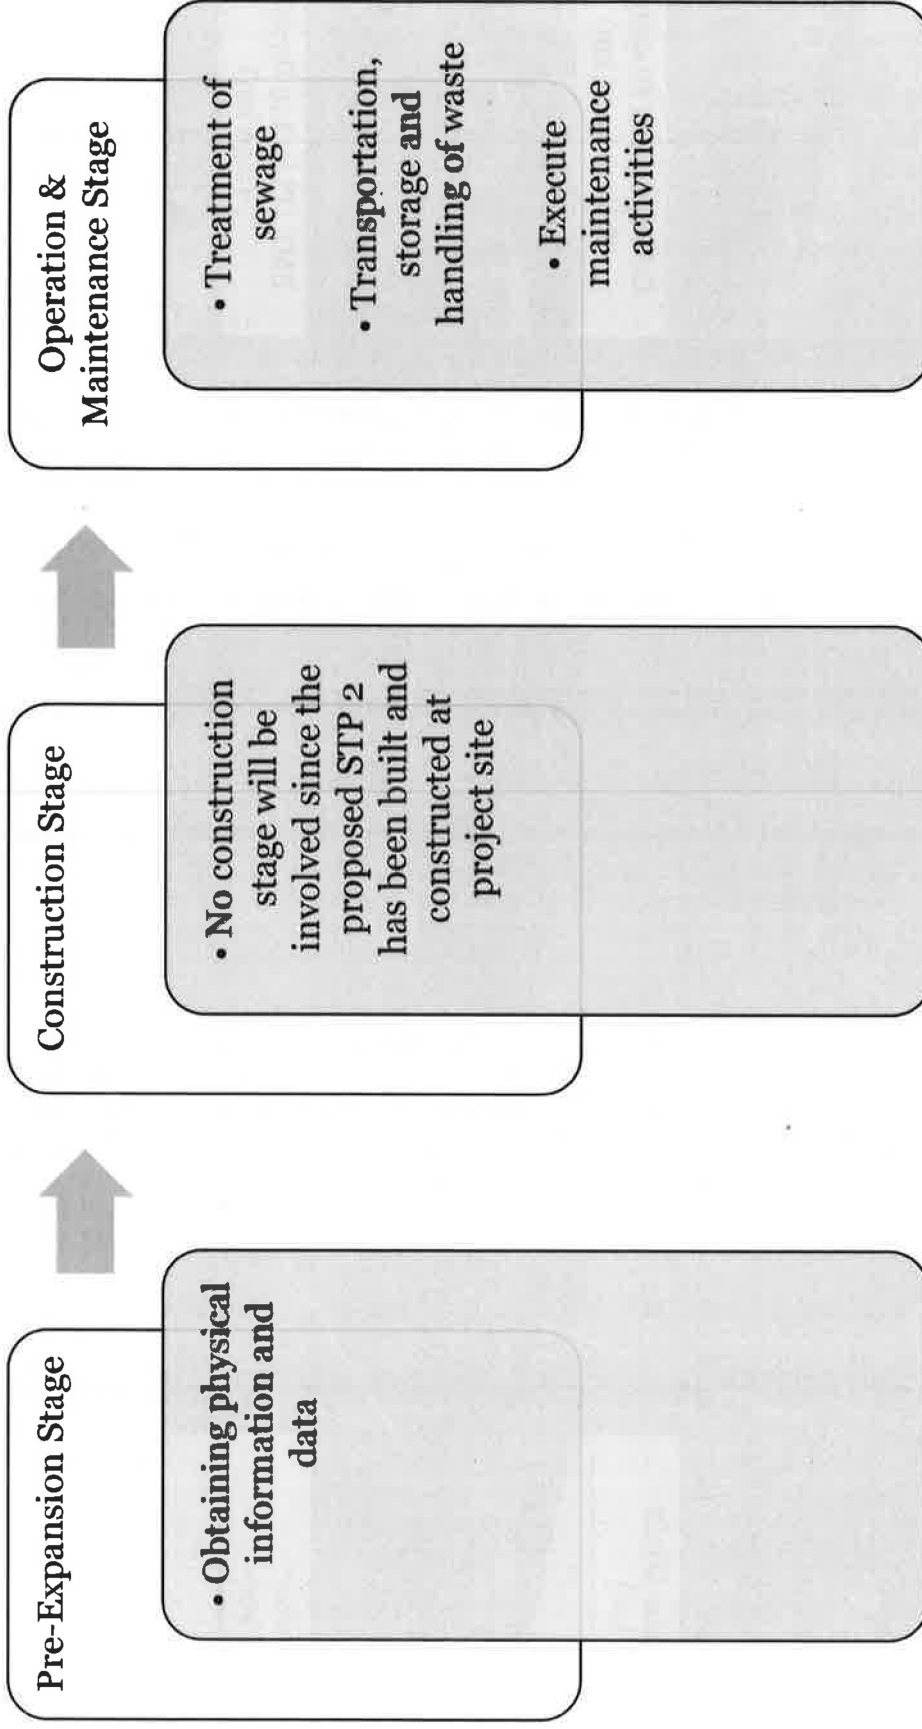 Pre-Expansion Stage
• Obtaining physical
information and
data
Construction Stage
• No construction
stage will be
involved since the
proposed STP 2
has been built and
constructed at
project site
Operation &
Maintenance Stage
• Treatment of
sewage
• Transportation,
storage and
handling of waste
• Execute
maintenance
activities